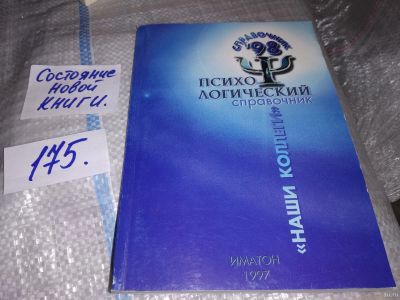 Состояние
новой
книги.
175.
СПРАВОЧНИК
'98
ПСИХО
ЛОГИЧЕСКИЙ
справочник
«НАШИ КОЛЛЕГИ»
ИМАТОН
1997